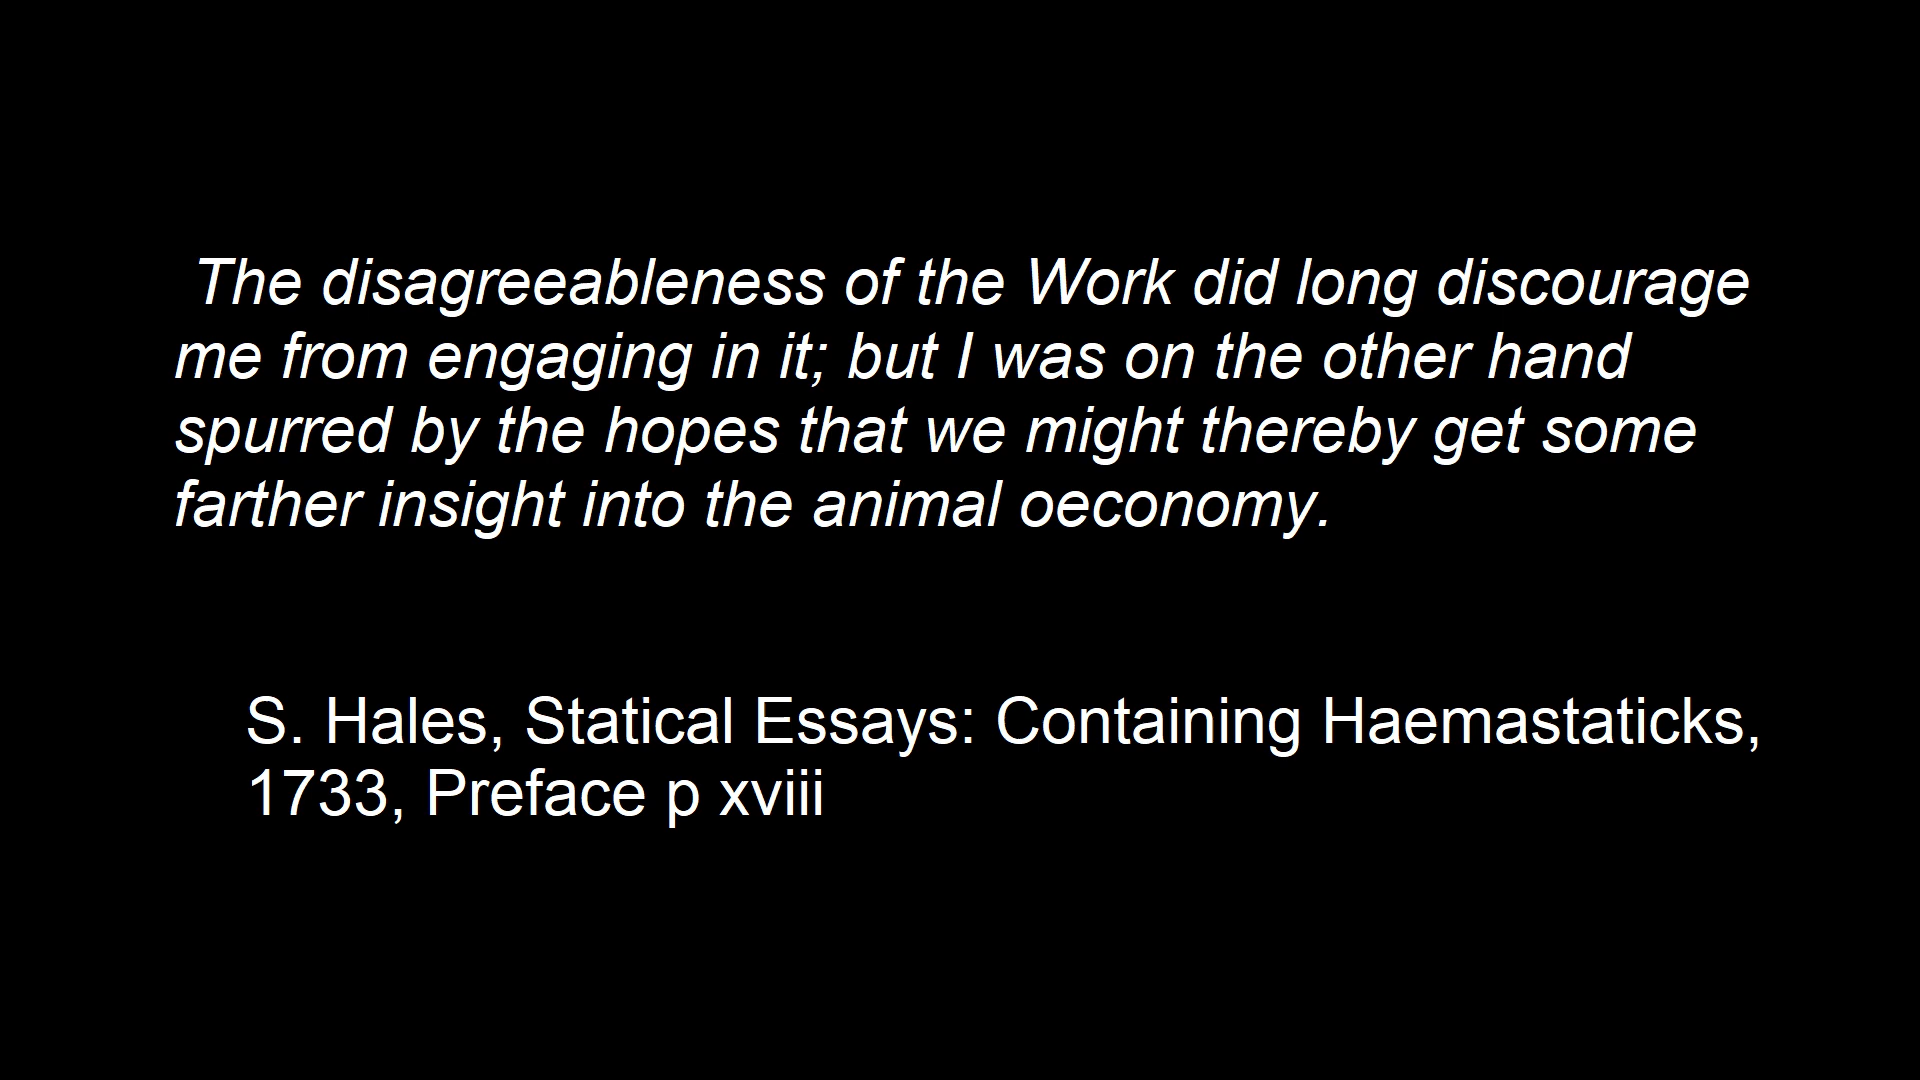 The disagreeableness of the Work did long discourage
me from engaging in it; but I was on the other hand
spurred by the hopes that we might thereby get some
farther insight into the animal oeconomy.
S. Hales, Statical Essays: Containing Haemastaticks,
1733, Preface p xviii